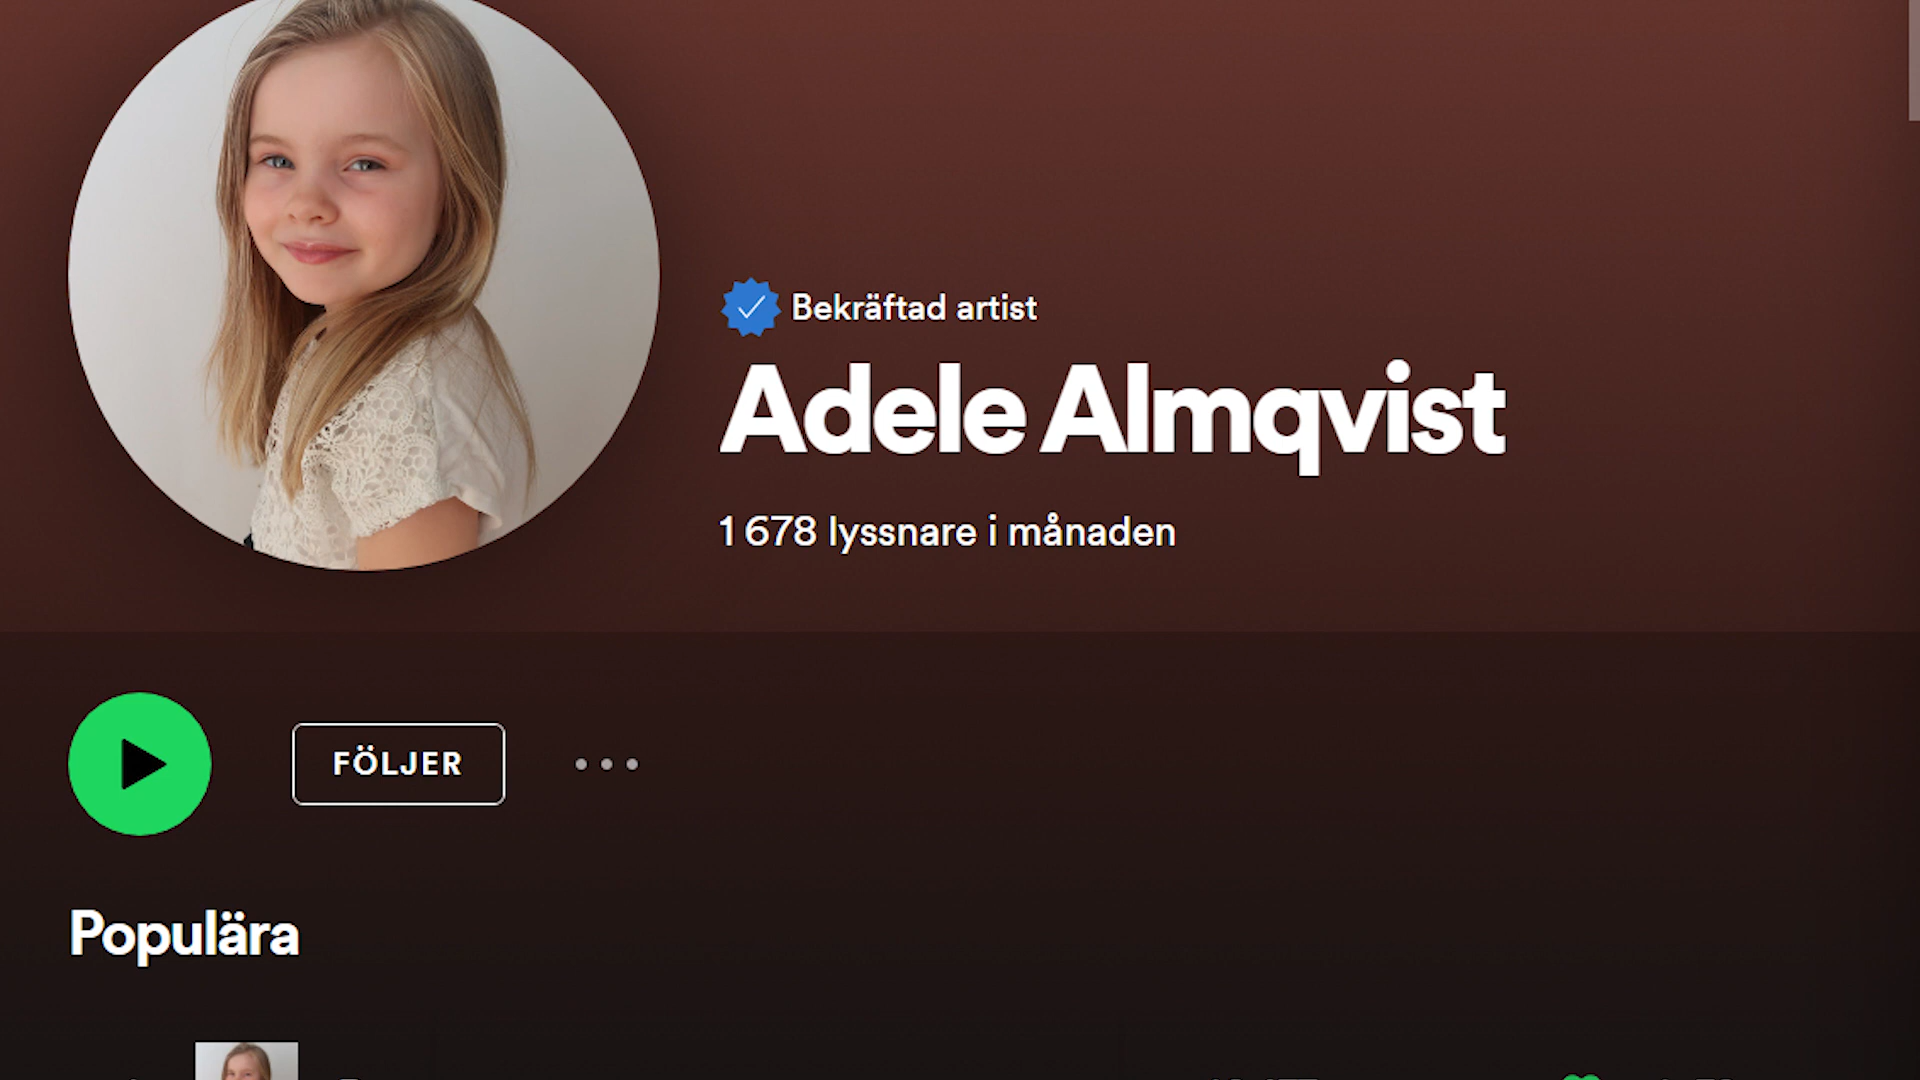 Bekräftad artist
Adele Almqvist
1 678 lyssnare i månaden
FÖLJER
Populära